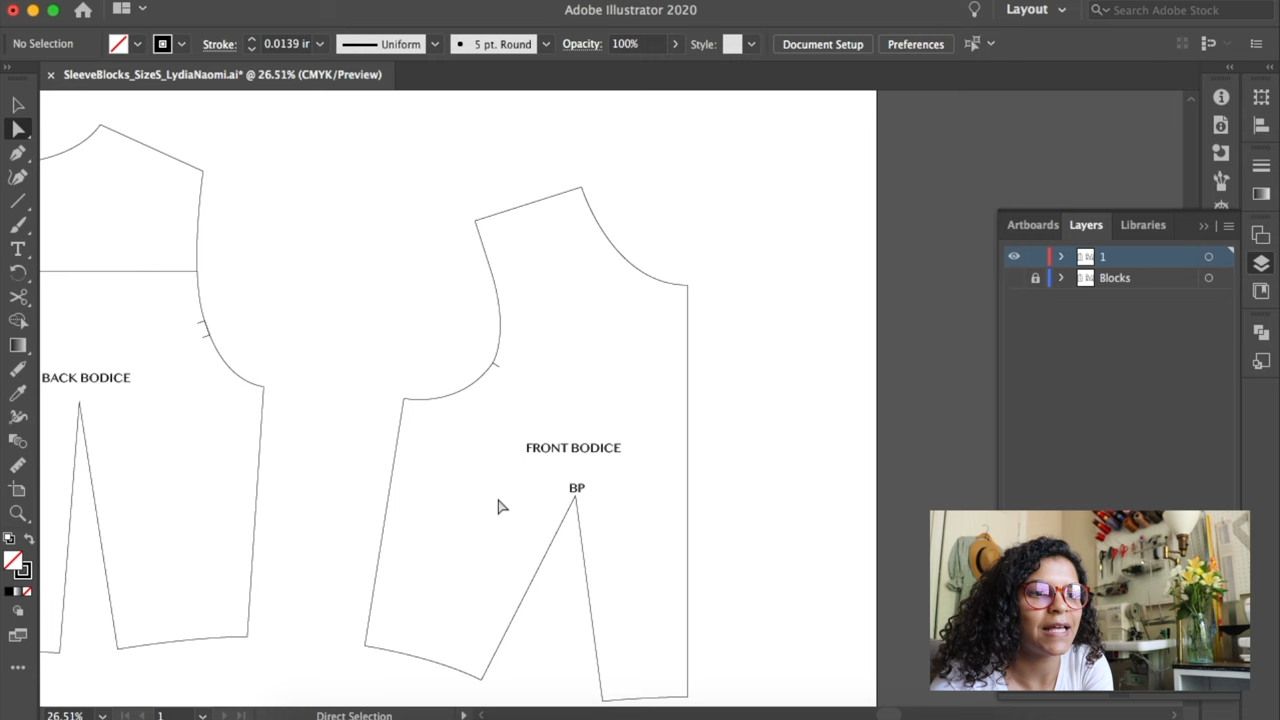 Adobe Illustrator 2020
Layout
Search Adobe Stock
No Selection
Stroke:
0.0139 ir
Uniform
5 pt. Round
Opacity:
100%
Style:
Document Setup
Preferences
SleeveBlocks_SizeS_LydiaNaomi.ai* @ 26.51% (CMYK/Preview)
Artboards
Layers
Libraries
1
Blocks
BACK BODICE
FRONT BODICE
BP
26.51%
1
Direct Selection